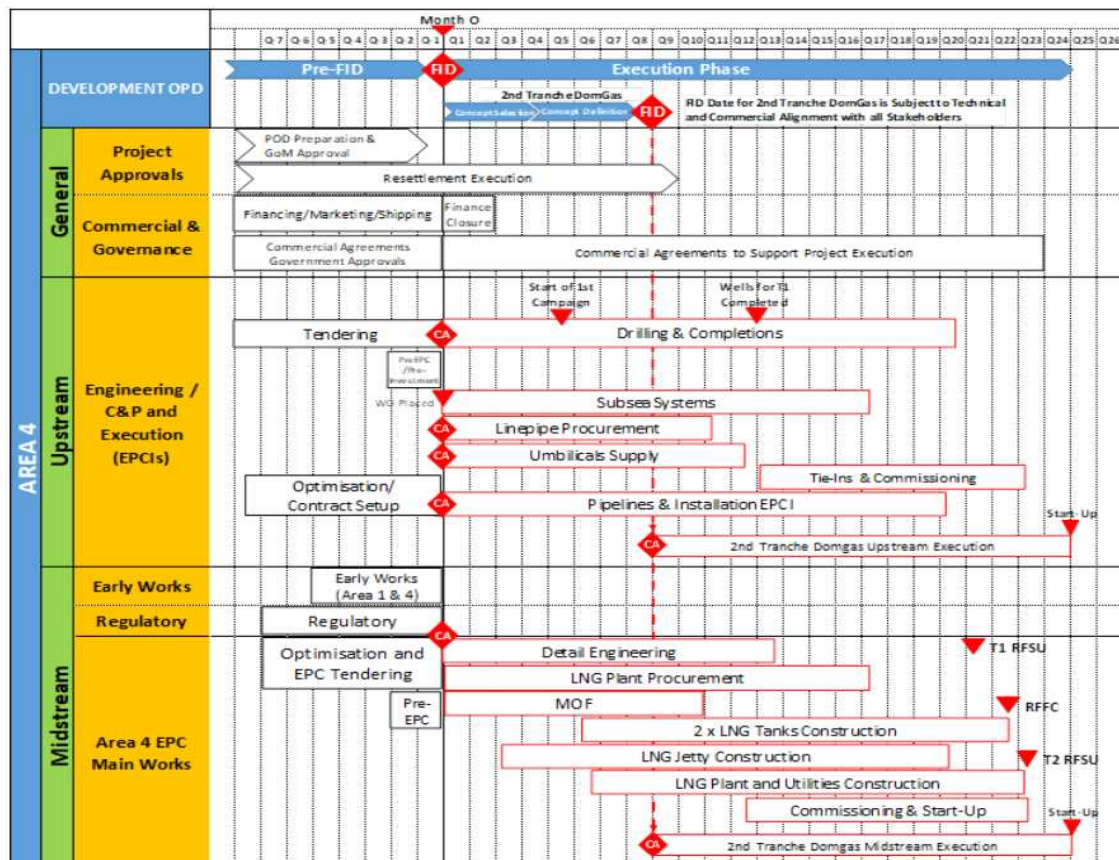 Month 0
Q-7 Q-6 Q-5 Q-4 Q-3 Q-2 Q-1 Q1 Q2 Q3 Q4 Q5 Q6 Q7 Q8 Q9 Q10 Q11 Q12 Q13 Q14 Q15 Q16 Q17 Q18 Q19 Q20 Q21 Q22 Q23 Q24 Q25 Q26
AREA 4
DEVELOPMENT OPD
Pre-FID
FID
Execution Phase
2nd Tranche DomGas
Concept Selection
Concept Definition
FID
FID Date for 2nd Tranche DomGas is Subject to Technical
and Commercial Alignment with all Stakeholders
General
Project
Approvals
POD Preparation &
GoM Approval
Resettlement Execution
Commercial &
Governance
Financing/Marketing/Shipping
Finance
Closure
Commercial Agreements
Government Approvals
Commercial Agreements to Support Project Execution
Upstream
Engineering /
C&P and
Execution
(EPCIs)
Start of 1st
Campaign
Wells for T1
Completed
Tendering
CA
Drilling & Completions
Pre EPC
/Pre-
Investment
WO Placed
Subsea Systems
CA
Linepipe Procurement
CA
Umbilicals Supply
Tie-Ins & Commissioning
Optimisation/
Contract Setup
CA
Pipelines & Installation EPCI
Start-Up
CA
2nd Tranche Domgas Upstream Execution
Midstream
Early Works
Early Works
(Area 1 & 4)
Regulatory
Regulatory
CA
Area 4 EPC
Main Works
Optimisation and
EPC Tendering
Detail Engineering
T1 RFSU
LNG Plant Procurement
Pre-
EPC
MOF
RFFC
2 x LNG Tanks Construction
LNG Jetty Construction
T2 RFSU
LNG Plant and Utilities Construction
Commissioning & Start-Up
Start-Up
CA
2nd Tranche Domgas Midstream Execution